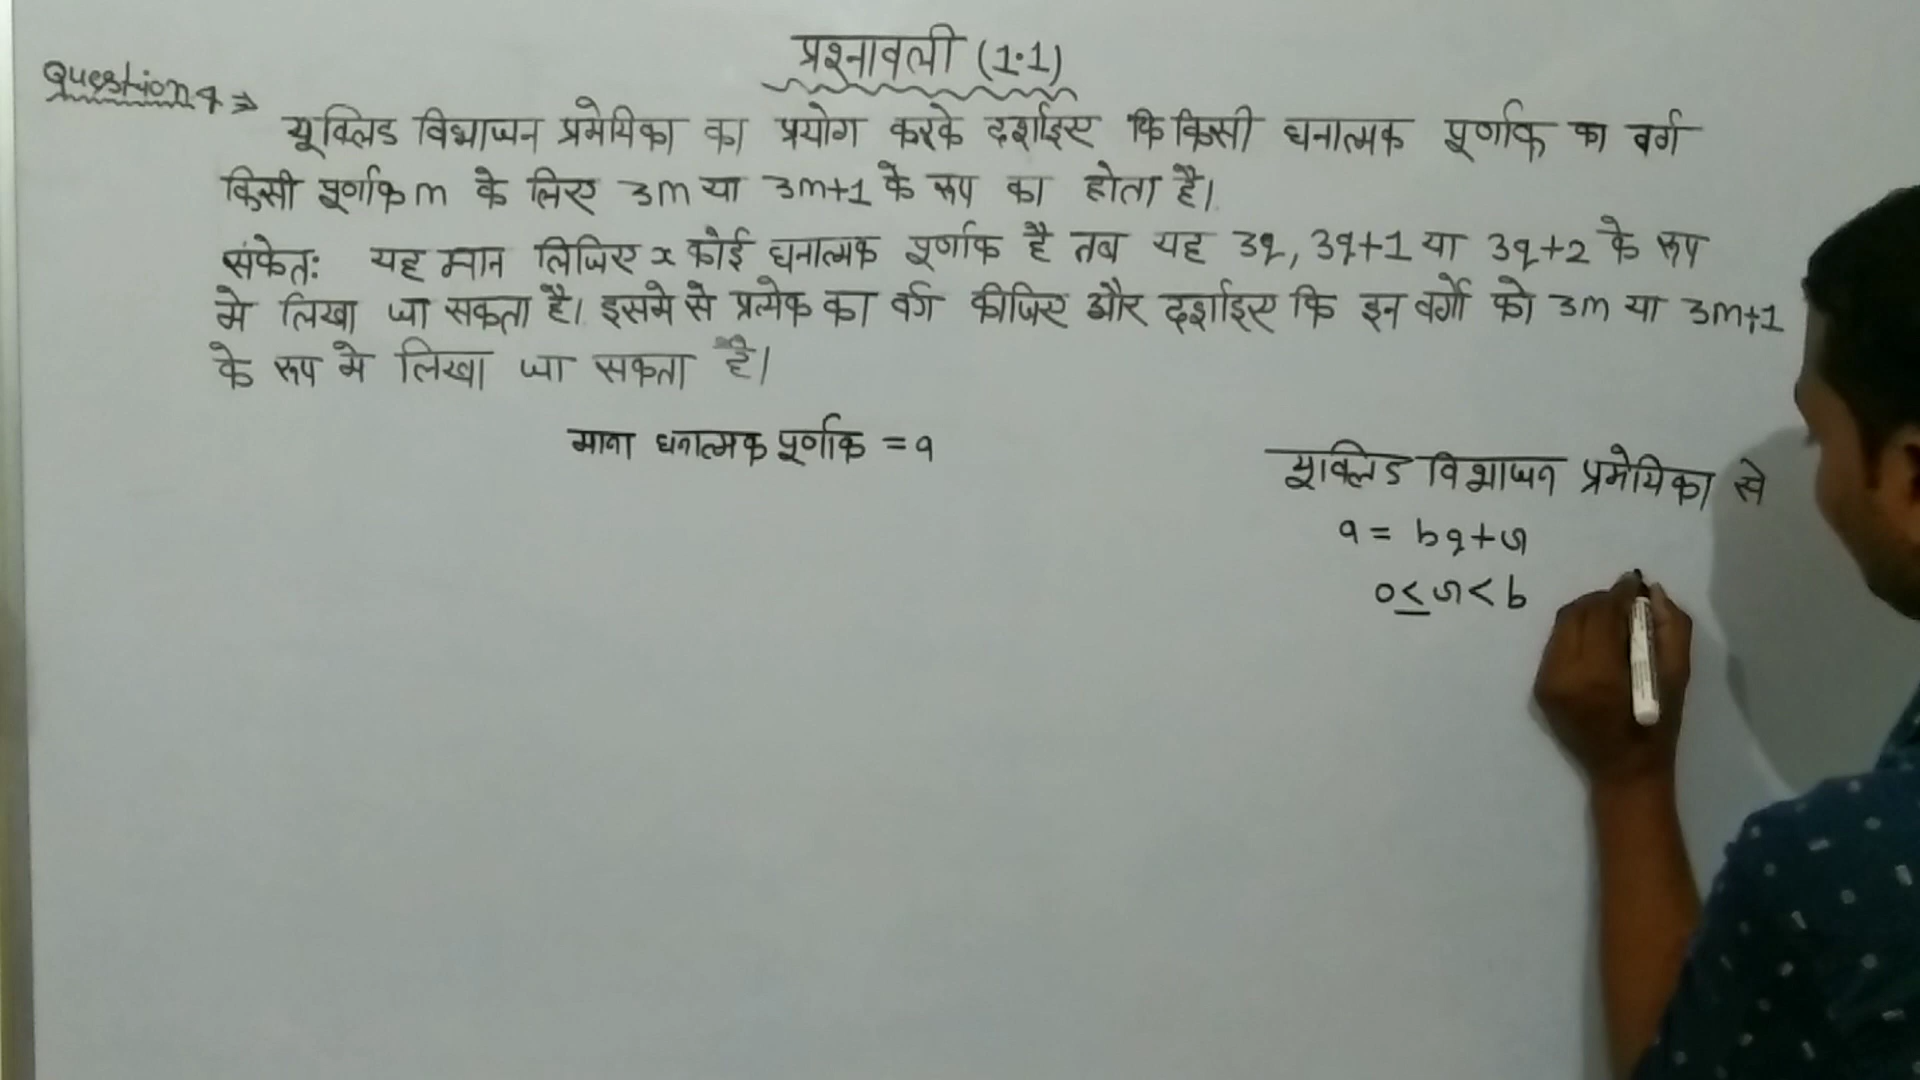 प्रश्नावली (1.1)
Question 4 ⇒
यूक्लिड विभाजन प्रमेयिका का प्रयोग करके दर्शाइए कि किसी धनात्मक पूर्णाक का वर्ग
किसी पूर्णाक m के लिए 3m या 3m+1 के रूप का होता है।
संकेत: यह मान लिजिए x कोई धनात्मक पूर्णाक है तब यह 3q, 3q+1 या 3q+2 के रूप
मे लिखा जा सकता है। इसमे से प्रत्येक का वर्ग कीजिए और दर्शाइए कि इन वर्गो को 3m या 3m+1
के रूप मे लिखा जा सकता है।
माना धनात्मक पूर्णाक = a
यूक्लिड विभाजन प्रमेयिका से
a = bq+r
0≤r<b